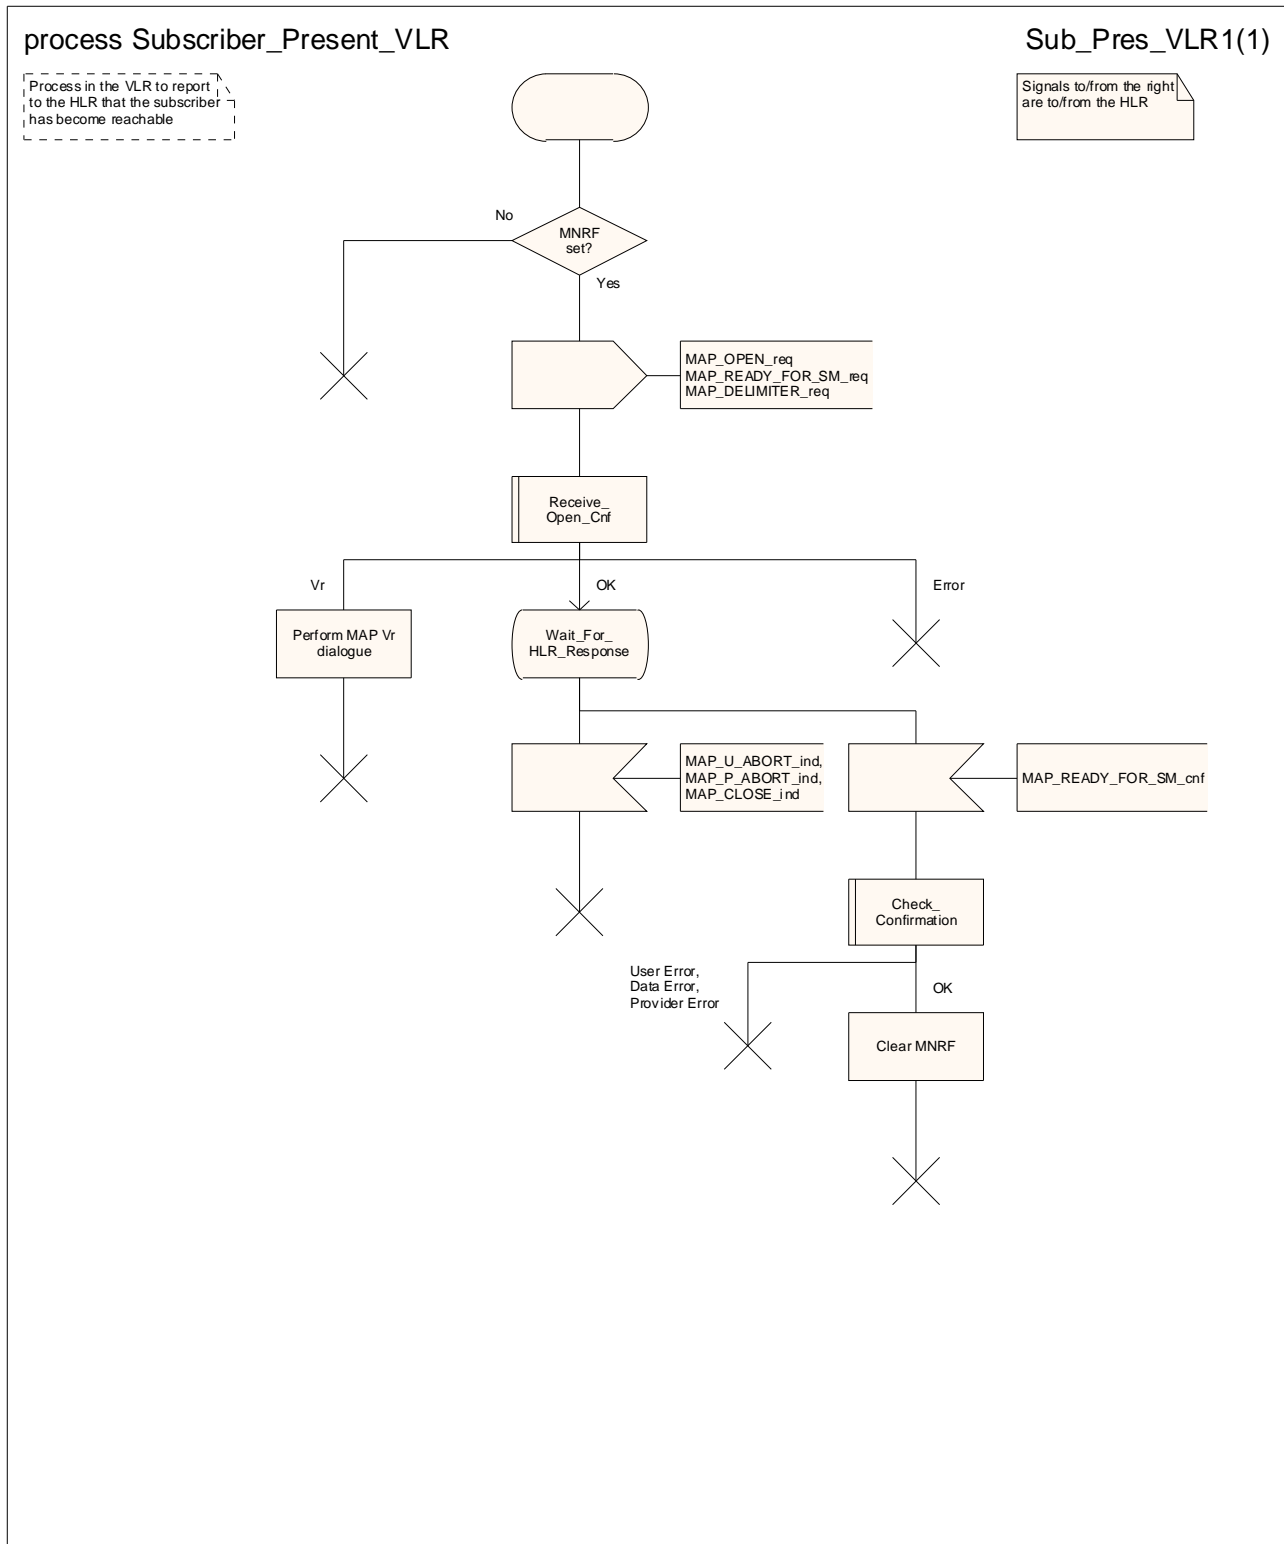 process Subscriber_Present_VLR
Sub_Pres_VLR1(1)
Process in the VLR to report
to the HLR that the subscriber
has become reachable
Signals to/from the right
are to/from the HLR
No
MNRF
set?
Yes
MAP_OPEN_req
MAP_READY_FOR_SM_req
MAP_DELIMITER_req
Receive_
Open_Cnf
Vr
OK
Error
Perform MAP Vr
dialogue
Wait_For_
HLR_Response
MAP_U_ABORT_ind,
MAP_P_ABORT_ind,
MAP_CLOSE_ind
MAP_READY_FOR_SM_cnf
Check_
Confirmation
User Error,
Data Error,
Provider Error
OK
Clear MNRF